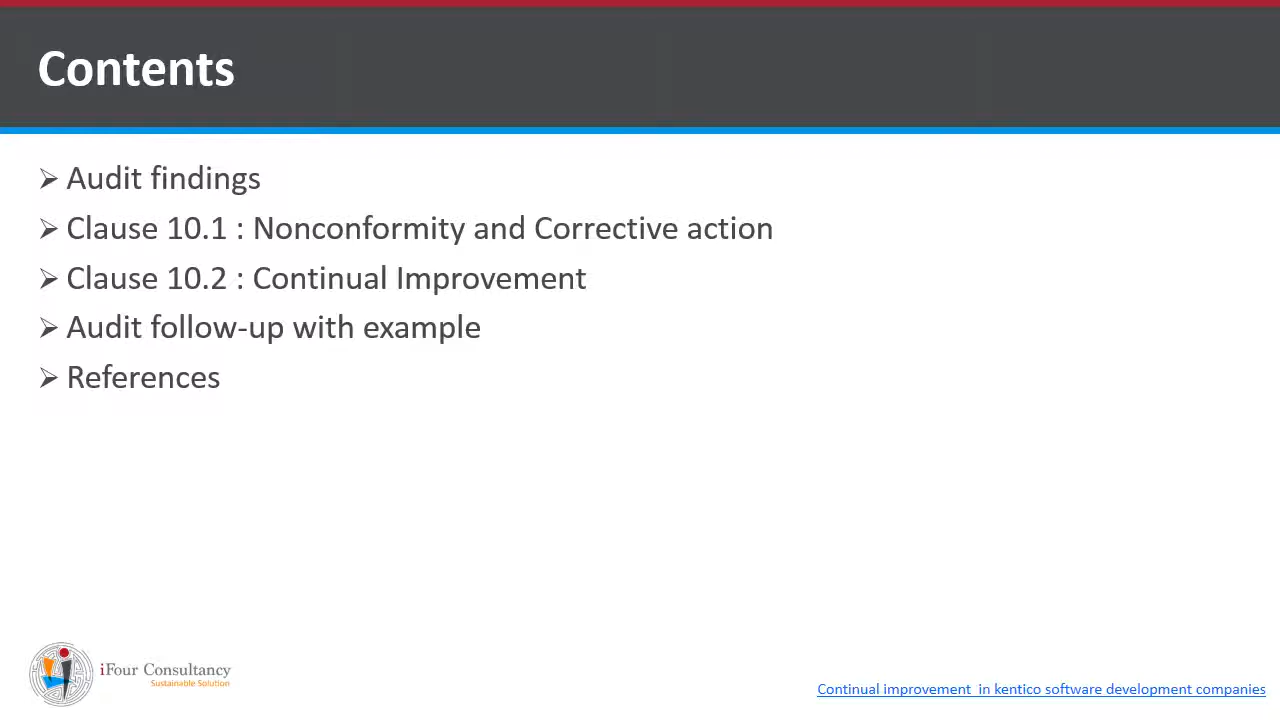 Contents
Audit findings
Clause 10.1 : Nonconformity and Corrective action
Clause 10.2 : Continual Improvement
Audit follow-up with example
References
iFour Consultancy
Sustainable Solution
Continual improvement  in kentico software development companies